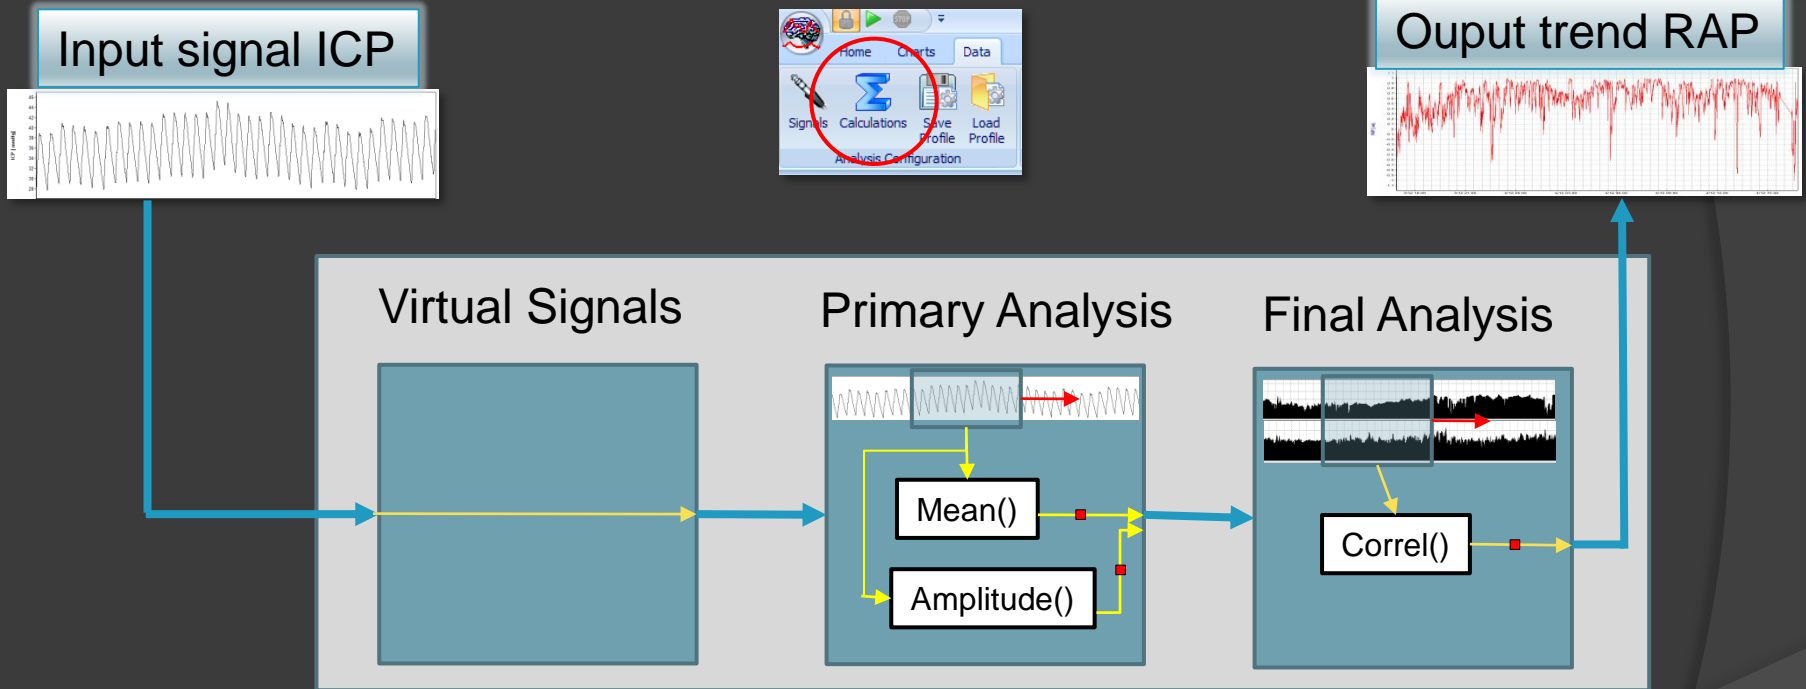 Input signal ICP
STOP
Home Charts Data
Signals Calculations Save Profile Load Profile
Analysis Configuration
Ouput trend RAP
Virtual Signals
Primary Analysis
Final Analysis
Mean()
Amplitude()
Correl()